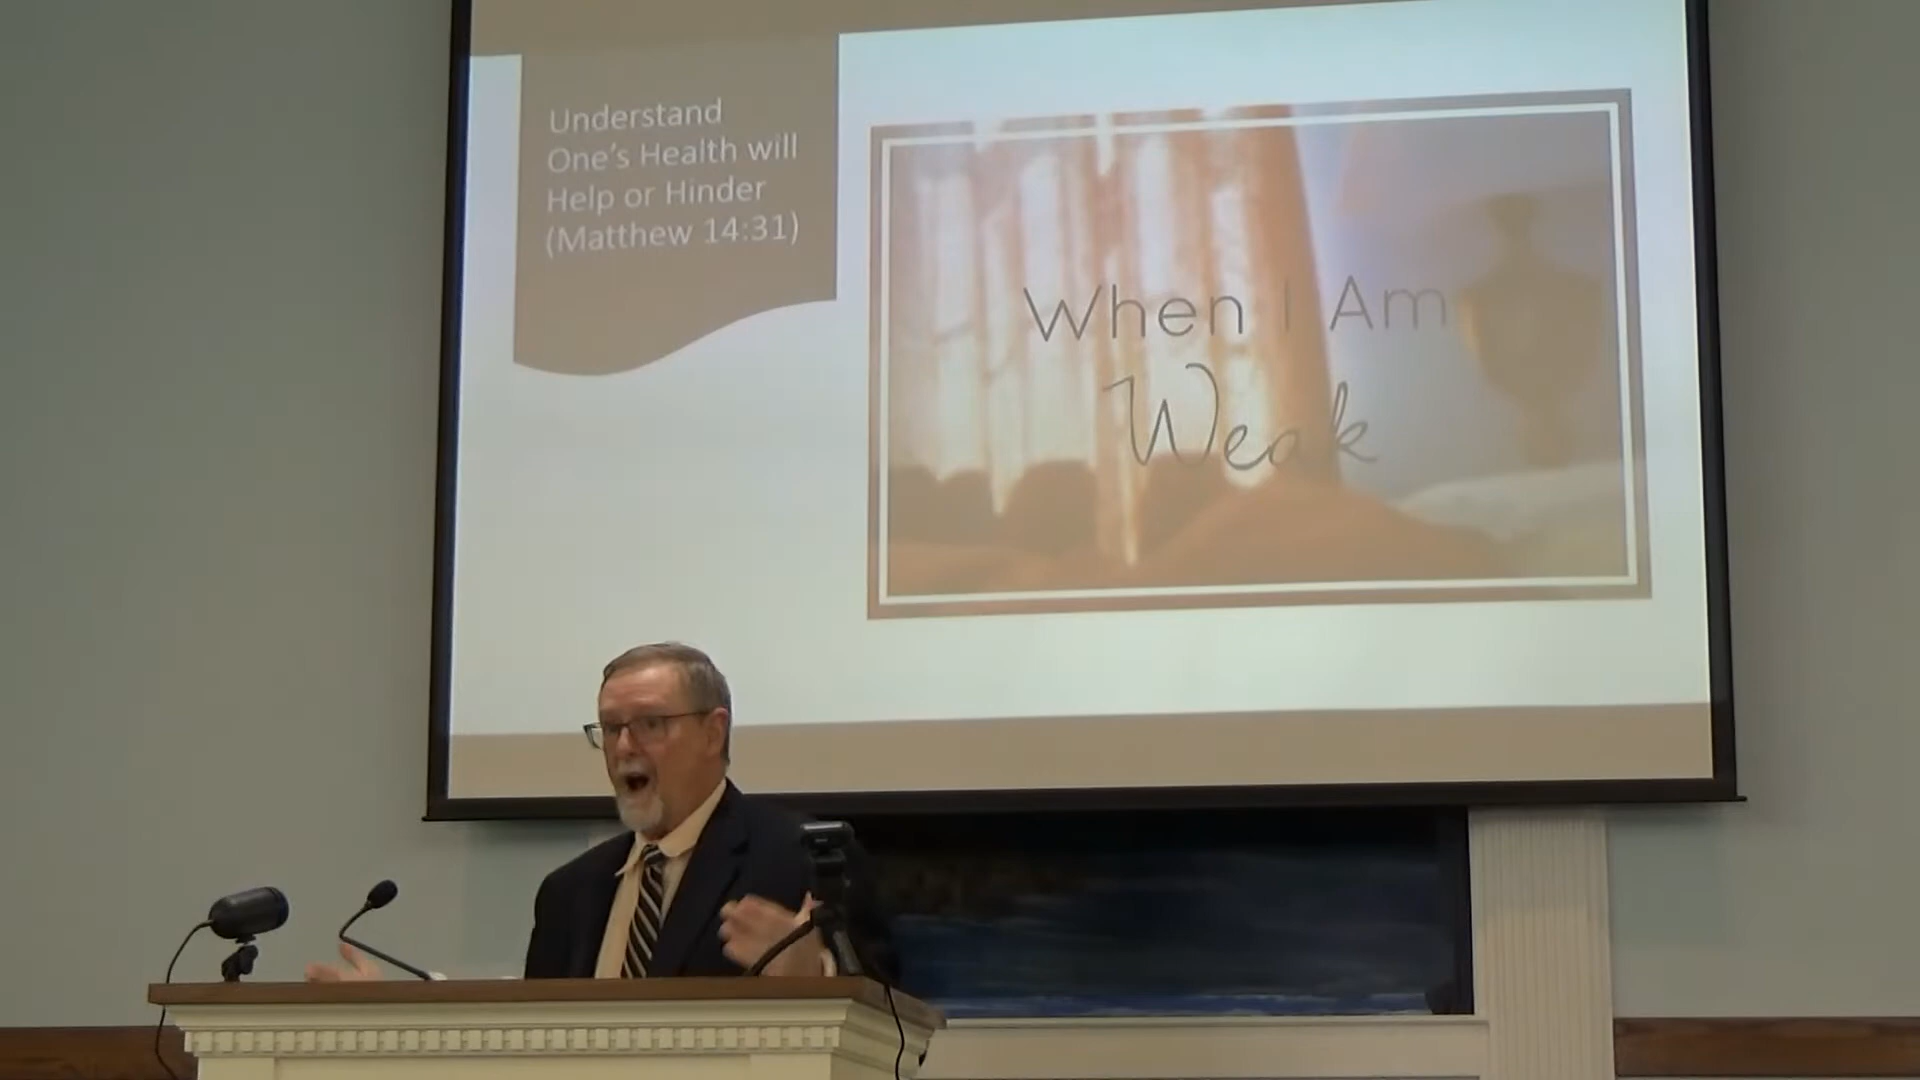 Understand
One's Health will
Help or Hinder
(Matthew 14:31)
When I Am
Weak